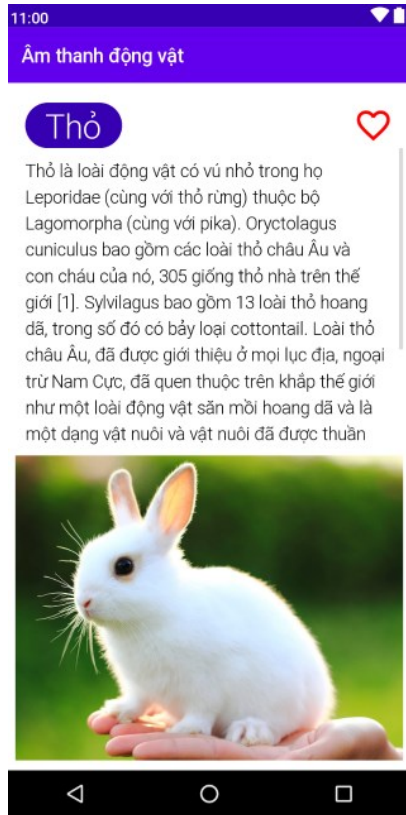 11:00
Âm thanh động vật
Thỏ
Thỏ là loài động vật có vú nhỏ trong họ
Leporidae (cùng với thỏ rừng) thuộc bộ
Lagomorpha (cùng với pika). Oryctolagus
cuniculus bao gồm các loài thỏ châu Âu và
con cháu của nó, 305 giống thỏ nhà trên thế
giới [1]. Sylvilagus bao gồm 13 loài thỏ hoang
dã, trong số đó có bảy loại cottontail. Loài thỏ
châu Âu, đã được giới thiệu ở mọi lục địa, ngoại
trừ Nam Cực, đã quen thuộc trên khắp thế giới
như một loài động vật săn mồi hoang dã và là
một dạng vật nuôi và vật nuôi đã được thuần